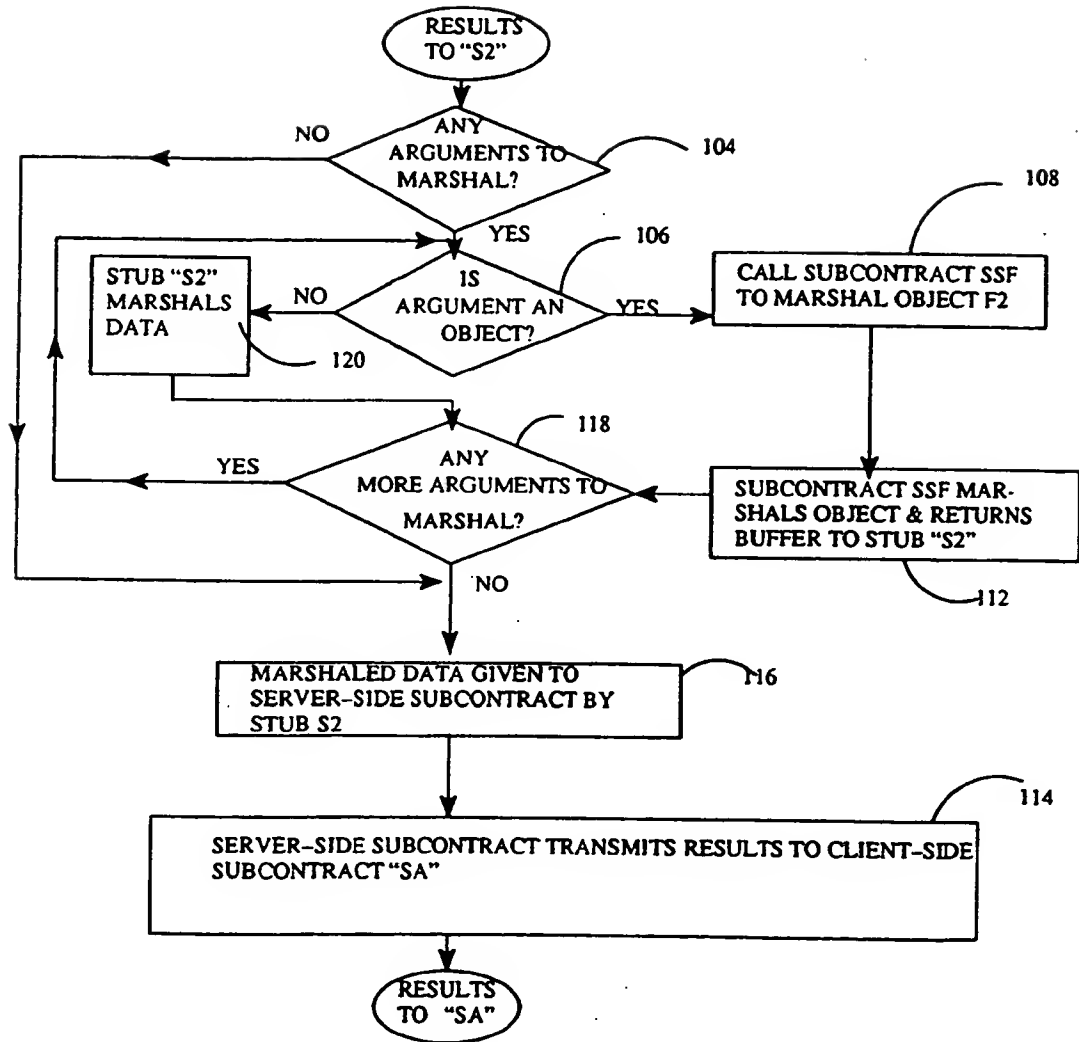 RESULTS
TO "S2"
NO
ANY
ARGUMENTS TO
MARSHAL?
104
YES
108
106
STUB "S2"
MARSHALS
DATA
NO
IS
ARGUMENT AN
OBJECT?
YES
CALL SUBCONTRACT SSF
TO MARSHAL OBJECT F2
120
118
YES
ANY
MORE ARGUMENTS TO
MARSHAL?
SUBCONTRACT SSF MAR-
SHALS OBJECT & RETURNS
BUFFER TO STUB "S2"
NO
112
MARSHALED DATA GIVEN TO
SERVER-SIDE SUBCONTRACT BY
STUB S2
116
114
SERVER-SIDE SUBCONTRACT TRANSMITS RESULTS TO CLIENT-SIDE
SUBCONTRACT "SA"
RESULTS
TO "SA"